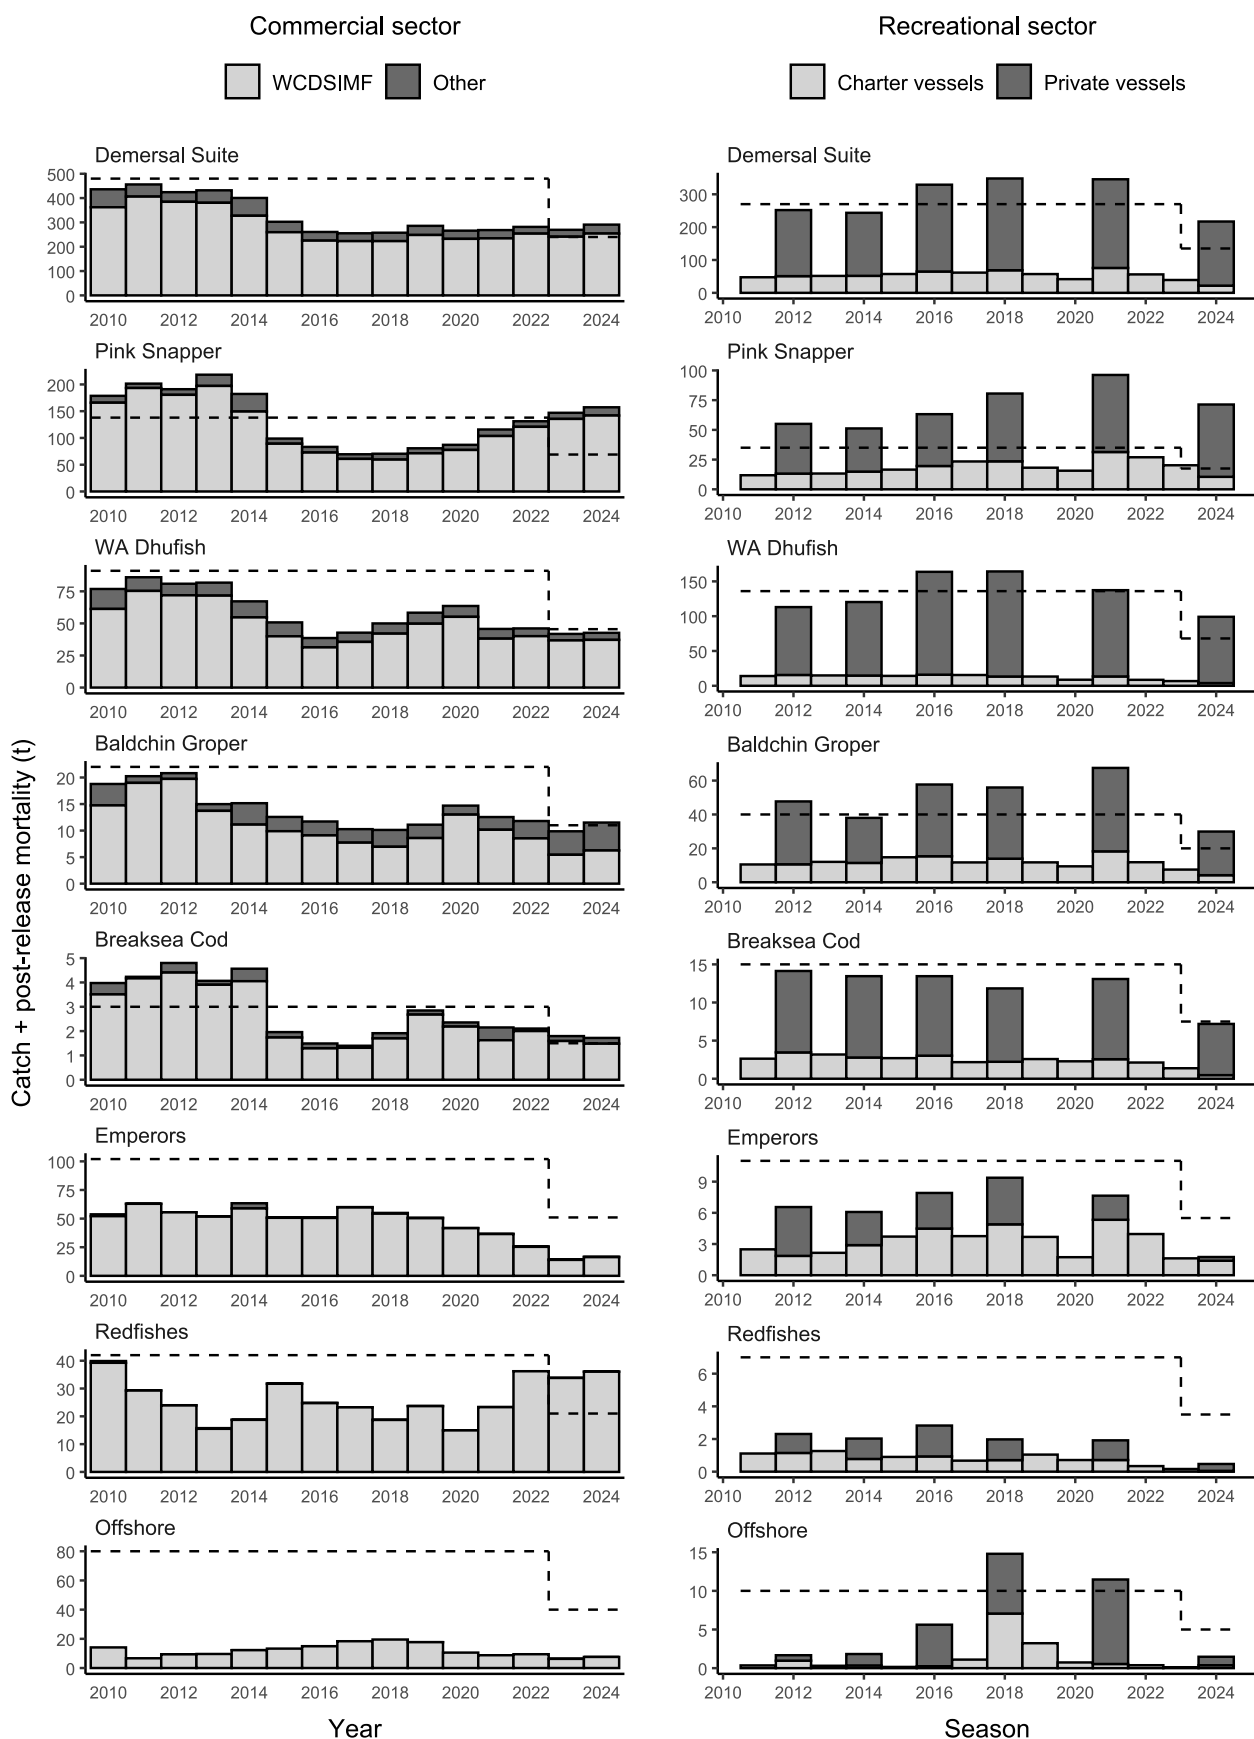 Commercial sector
Recreational sector
WCDSIMF Other
Charter vessels Private vessels
Catch + post-release mortality (t)
Demersal Suite
500
400
300
200
100
0
2010 2012 2014 2016 2018 2020 2022 2024
Demersal Suite
300
200
100
0
2010 2012 2014 2016 2018 2020 2022 2024
Pink Snapper
200
150
100
50
0
2010 2012 2014 2016 2018 2020 2022 2024
Pink Snapper
100
75
50
25
0
2010 2012 2014 2016 2018 2020 2022 2024
WA Dhufish
75
50
25
0
2010 2012 2014 2016 2018 2020 2022 2024
WA Dhufish
150
100
50
0
2010 2012 2014 2016 2018 2020 2022 2024
Baldchin Groper
20
15
10
5
0
2010 2012 2014 2016 2018 2020 2022 2024
Baldchin Groper
60
40
20
0
2010 2012 2014 2016 2018 2020 2022 2024
Breaksea Cod
5
4
3
2
1
0
2010 2012 2014 2016 2018 2020 2022 2024
Breaksea Cod
15
10
5
0
2010 2012 2014 2016 2018 2020 2022 2024
Emperors
100
75
50
25
0
2010 2012 2014 2016 2018 2020 2022 2024
Emperors
9
6
3
0
2010 2012 2014 2016 2018 2020 2022 2024
Redfishes
40
30
20
10
0
2010 2012 2014 2016 2018 2020 2022 2024
Redfishes
6
4
2
0
2010 2012 2014 2016 2018 2020 2022 2024
Offshore
80
60
40
20
0
2010 2012 2014 2016 2018 2020 2022 2024
Offshore
15
10
5
0
2010 2012 2014 2016 2018 2020 2022 2024
Year
Season